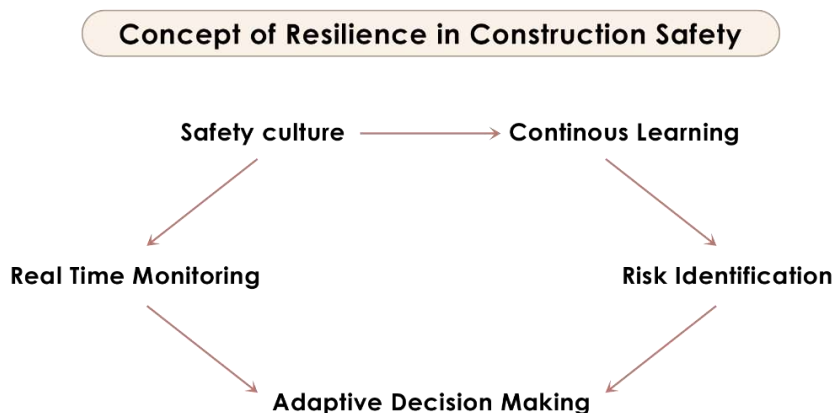 Concept of Resilience in Construction Safety
Safety culture
Continous Learning
Real Time Monitoring
Risk Identification
Adaptive Decision Making